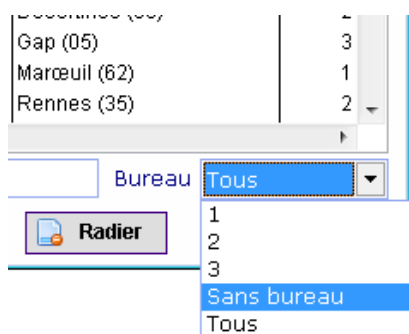 Gap (05) 3
Marœuil (62) 1
Rennes (35) 2
Bureau Tous
Radier
1
2
3
Sans bureau
Tous